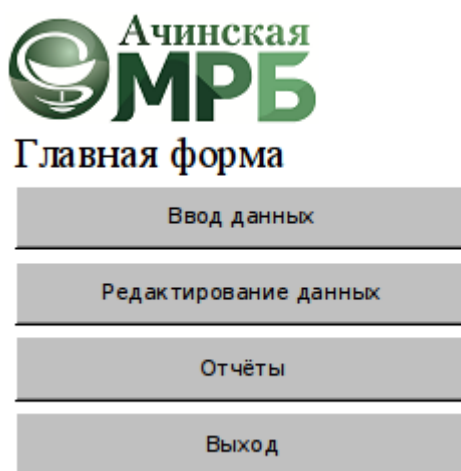 Ачинская
МРБ
Главная форма
Ввод данных
Редактирование данных
Отчёты
Выход